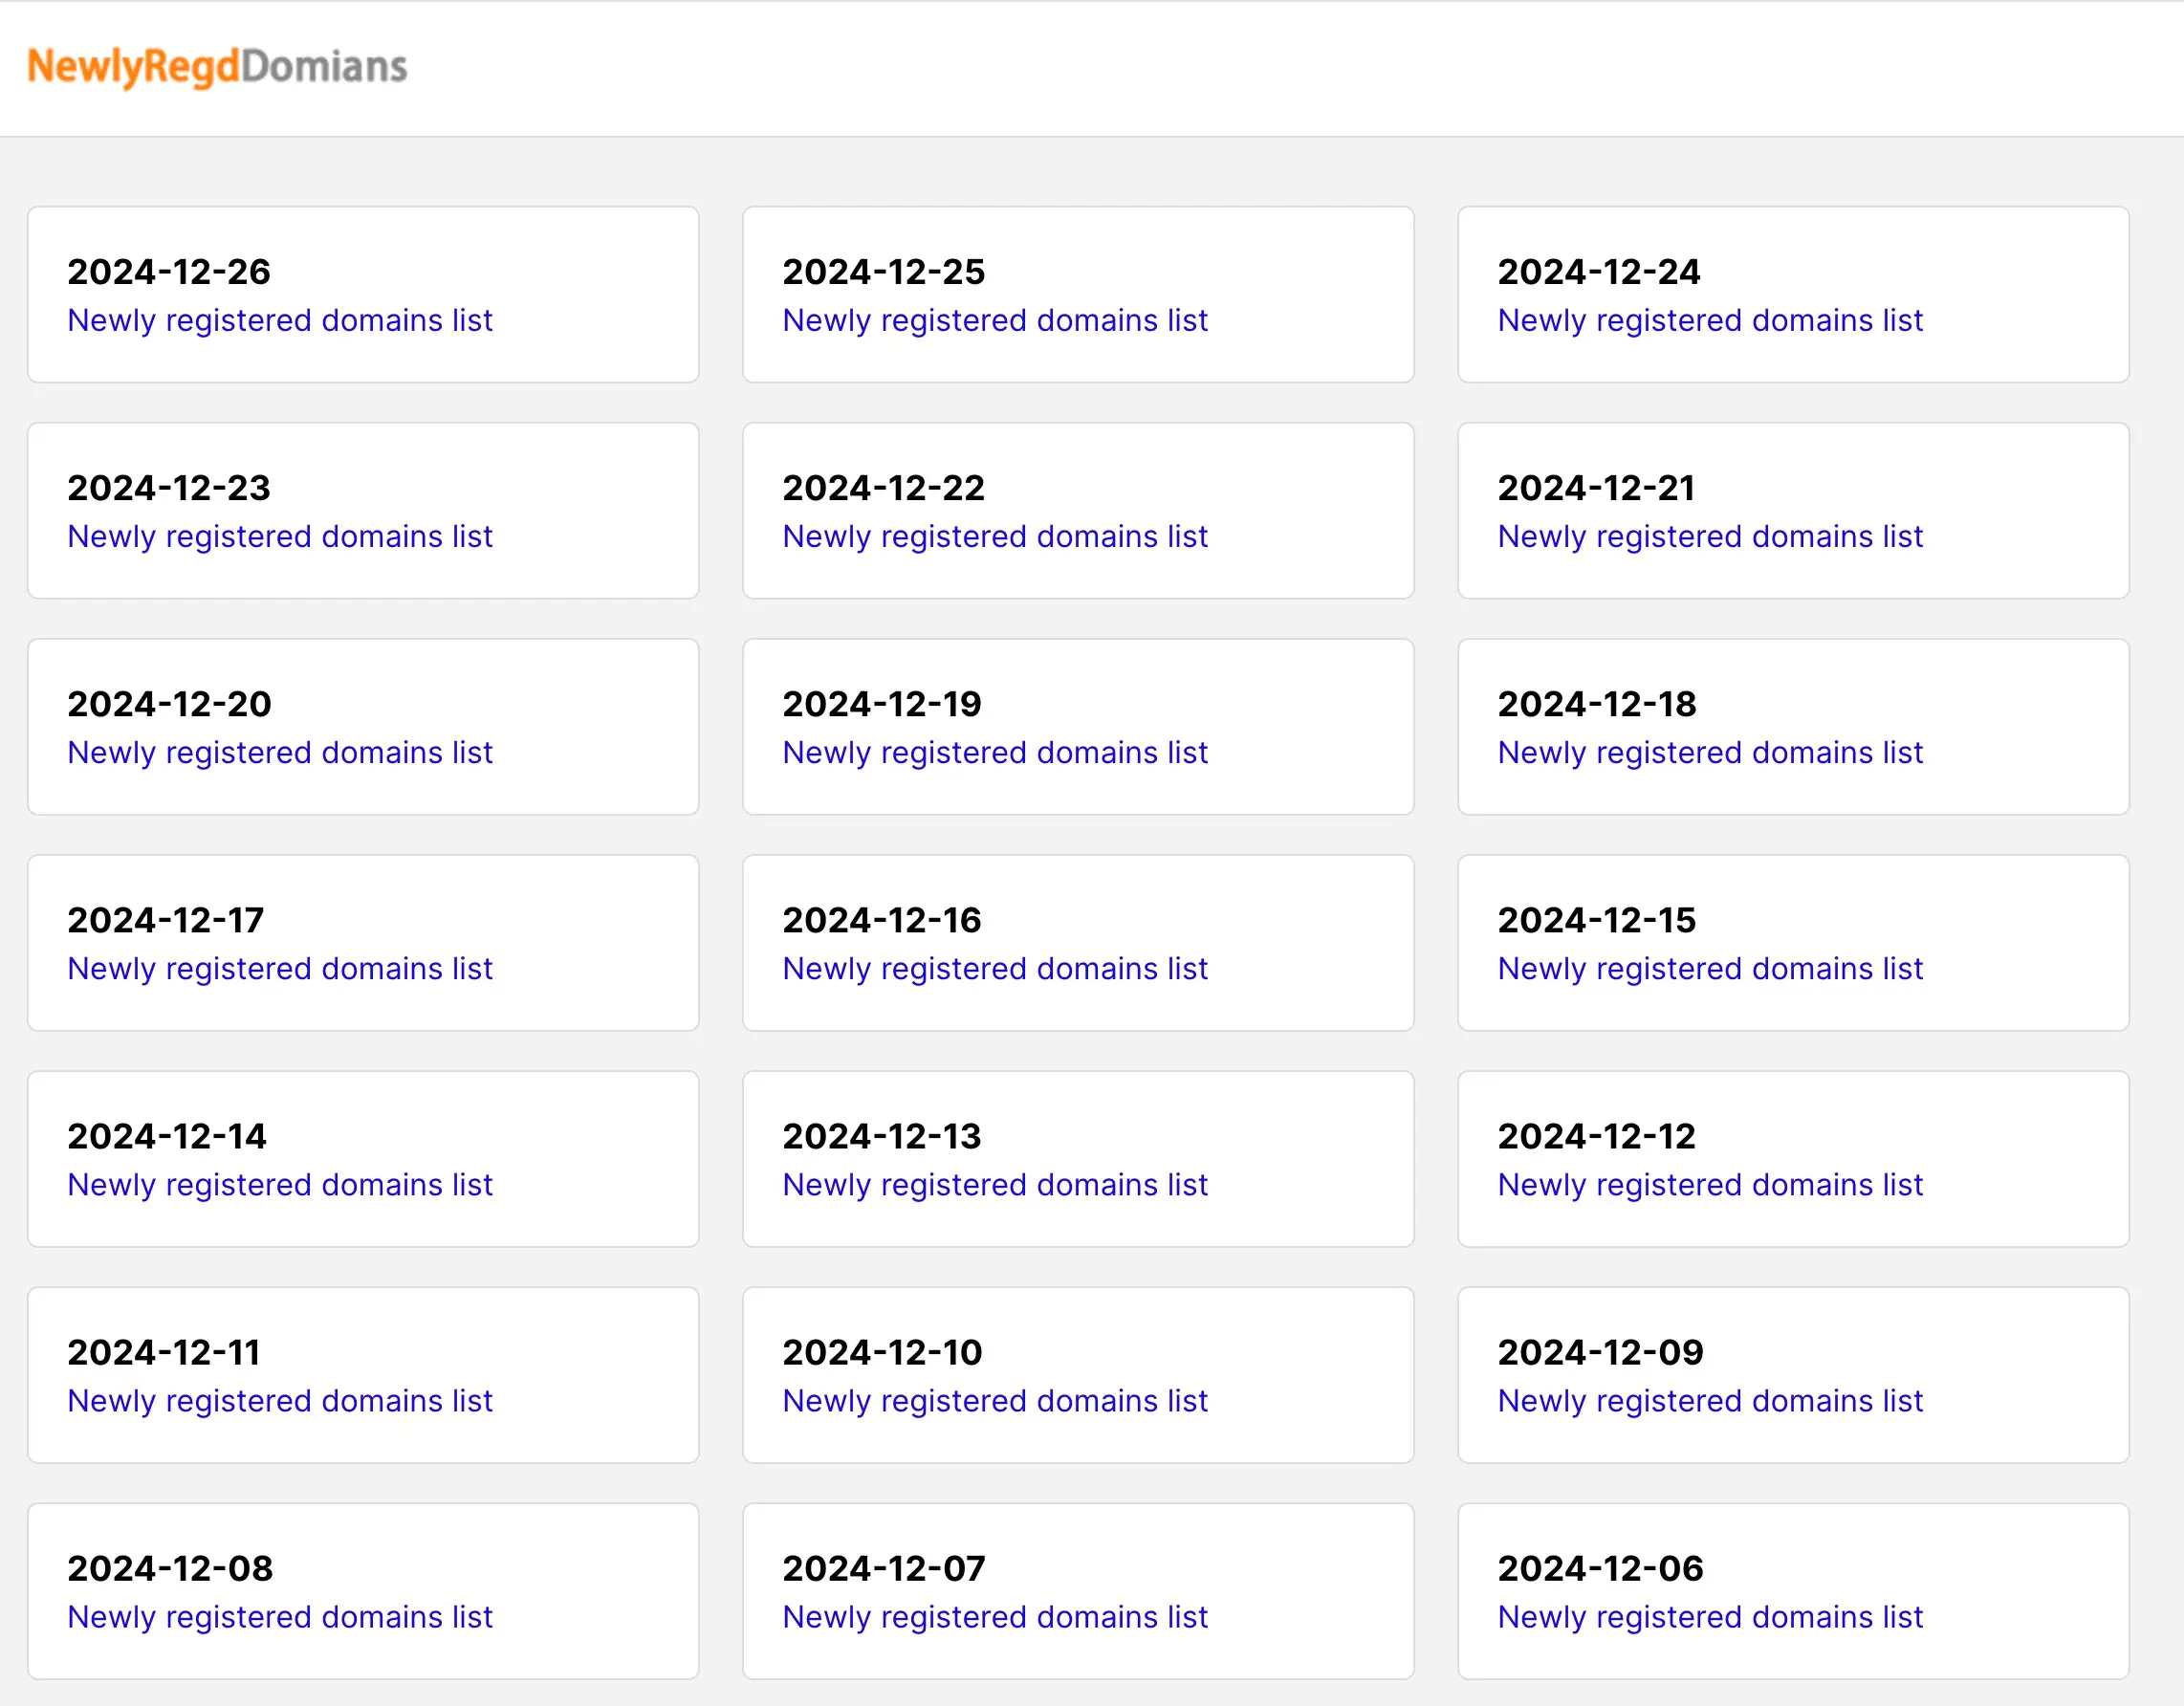 NewlyRegdDomians
2024-12-26
Newly registered domains list
2024-12-25
Newly registered domains list
2024-12-24
Newly registered domains list
2024-12-23
Newly registered domains list
2024-12-22
Newly registered domains list
2024-12-21
Newly registered domains list
2024-12-20
Newly registered domains list
2024-12-19
Newly registered domains list
2024-12-18
Newly registered domains list
2024-12-17
Newly registered domains list
2024-12-16
Newly registered domains list
2024-12-15
Newly registered domains list
2024-12-14
Newly registered domains list
2024-12-13
Newly registered domains list
2024-12-12
Newly registered domains list
2024-12-11
Newly registered domains list
2024-12-10
Newly registered domains list
2024-12-09
Newly registered domains list
2024-12-08
Newly registered domains list
2024-12-07
Newly registered domains list
2024-12-06
Newly registered domains list